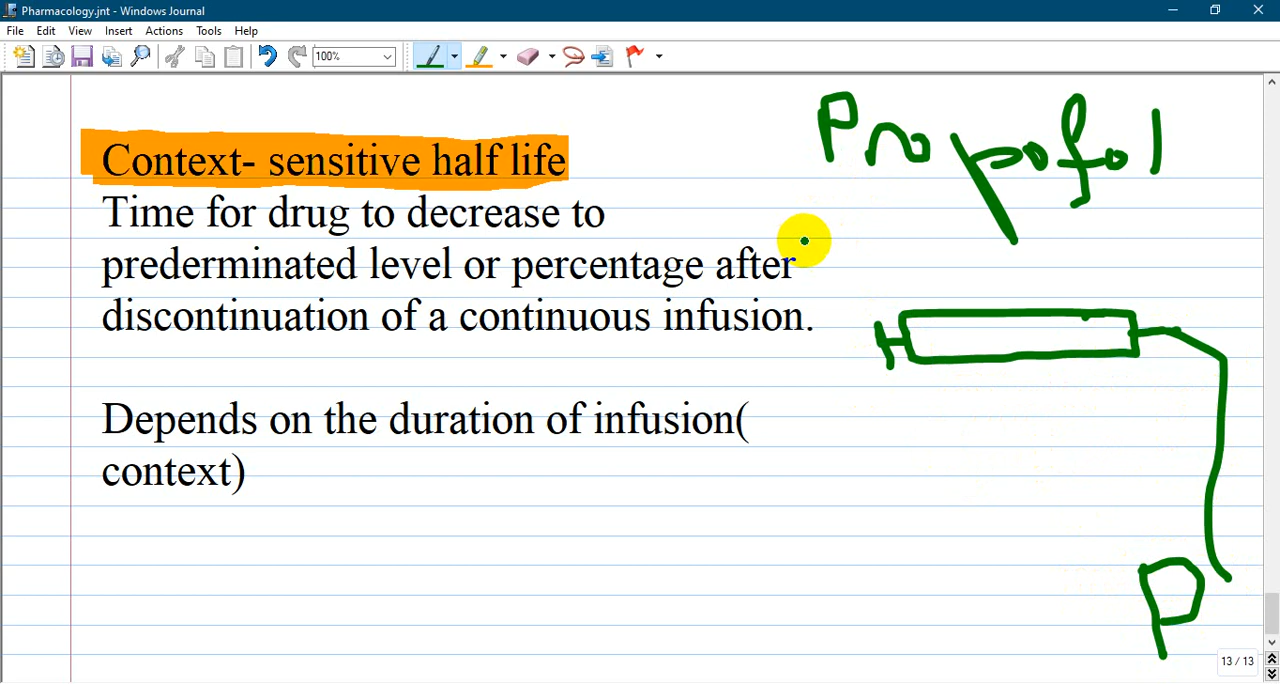 Pharmacology.jnt - Windows Journal
File Edit View Insert Actions Tools Help
100%
Context- sensitive half life
Time for drug to decrease to
prederminated level or percentage after
discontinuation of a continuous infusion.
Depends on the duration of infusion(
context)
Propofol
P
13 / 13